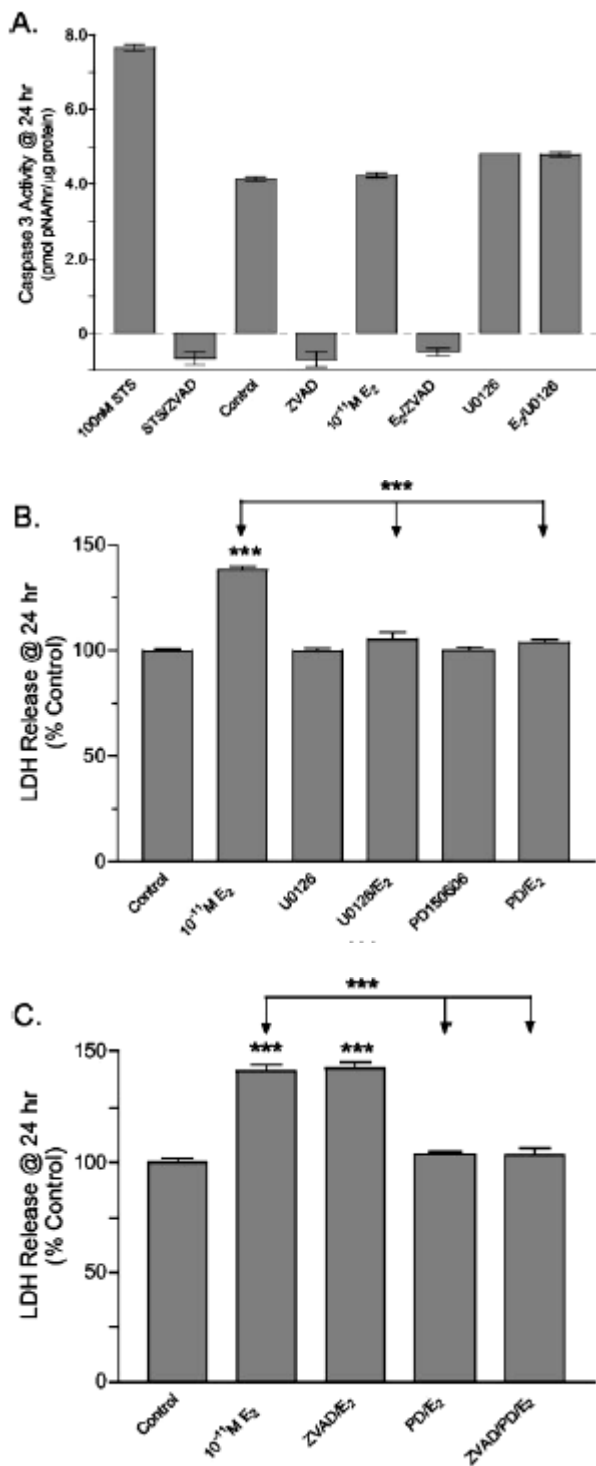 A.
Caspase 3 Activity @ 24 hr
(pmol pNA/hr/µg protein)
8.0
6.0
4.0
2.0
0
100nM STS
STS/ZVAD
Control
ZVAD
10⁻¹¹M E₂
E₂/ZVAD
U0126
E₂/U0126
B.
***
***
LDH Release @ 24 hr
(% Control)
150
100
50
0
Control
10⁻¹¹M E₂
U0126
U0126/E₂
PD150606
PD/E₂
C.
***
***
***
LDH Release @ 24 hr
(% Control)
150
100
50
0
Control
10⁻¹¹M E₂
ZVAD/E₂
PD/E₂
ZVAD/PD/E₂